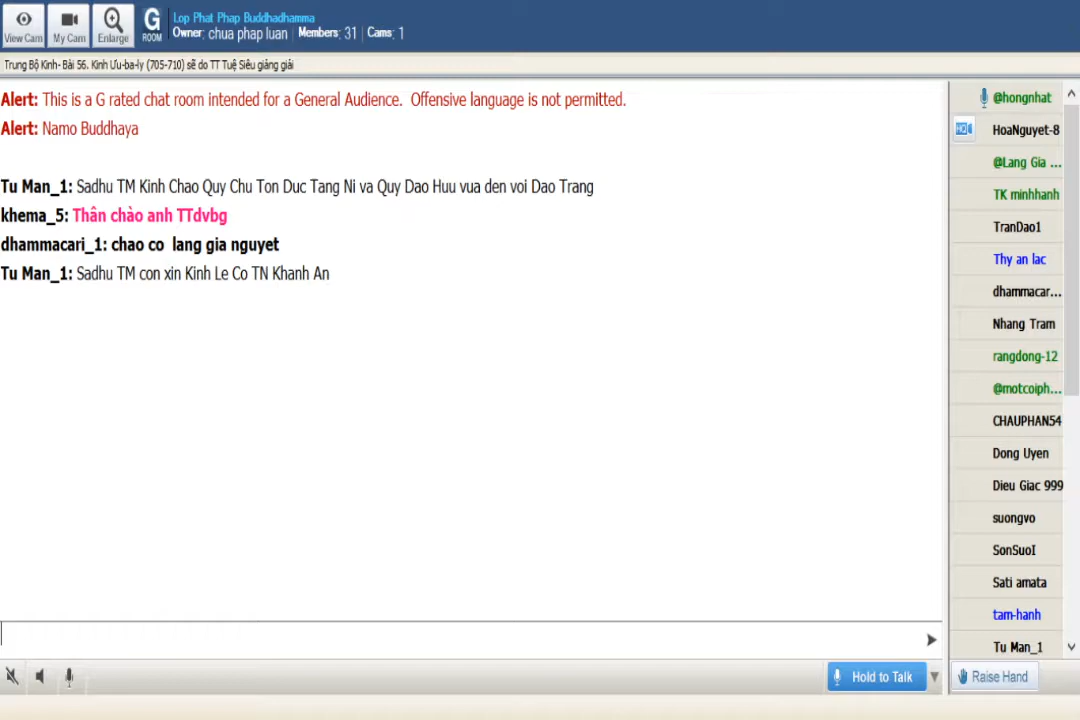 View Cam
My Cam
Enlarge
G
ROOM
Lop Phat Phap Buddhadhamma
Owner: chua phap luan | Members: 31 | Cams: 1
Trung Bộ Kinh- Bài 56. Kinh Ưu-ba-ly (705-710) sẽ do TT Tuệ Siêu giảng giải
Alert: This is a G rated chat room intended for a General Audience. Offensive language is not permitted.
Alert: Namo Buddhaya
Tu Man_1: Sadhu TM Kinh Chao Quy Chu Ton Duc Tang Ni va Quy Dao Huu vua den voi Dao Trang
khema_5: Thân chào anh TTdvbg
dhammacari_1: chao co lang gia nguyet
Tu Man_1: Sadhu TM con xin Kinh Le Co TN Khanh An
@hongnhat
HQ
HoaNguyet-8
@Lang Gia ...
TK minhhanh
TranDao1
Thy an lac
dhammacar...
Nhang Tram
rangdong-12
@motcoiph...
CHAUPHAN54
Dong Uyen
Dieu Giac 999
suongvo
SonSuoI
Sati amata
tam-hanh
Tu Man_1
Hold to Talk
Raise Hand